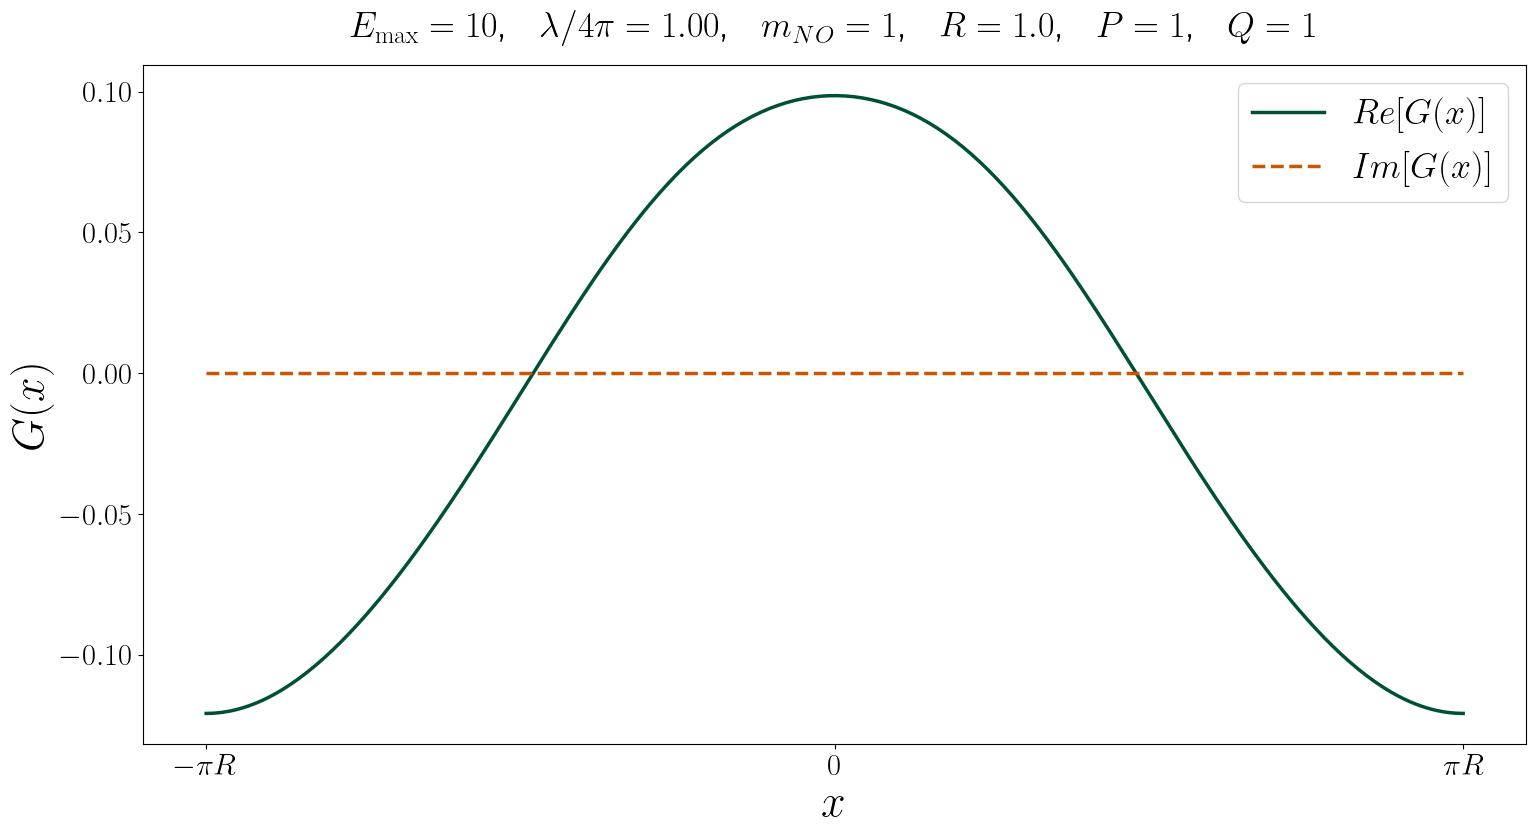 E_max = 10,   λ/4π = 1.00,   m_NO = 1,   R = 1.0,   P = 1,   Q = 1
Re[G(x)]
Im[G(x)]
G(x)
0.10
0.05
0.00
−0.05
−0.10
−πR   0   πR
x